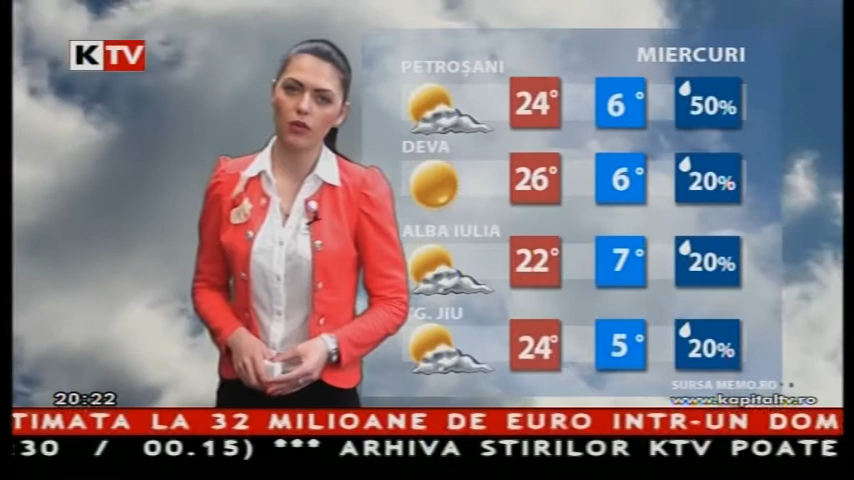 KTV
MIERCURI
PETROȘANI
24° 6° 50%
DEVA
26° 6° 20%
ALBA IULIA
22° 7° 20%
TG. JIU
24° 5° 20%
SURSA MEMO.RO
20:22
www.kapitaltv.ro
TIMATA LA 32 MILIOANE DE EURO INTR-UN DOM
30 / 00.15) *** ARHIVA STIRILOR KTV POATE